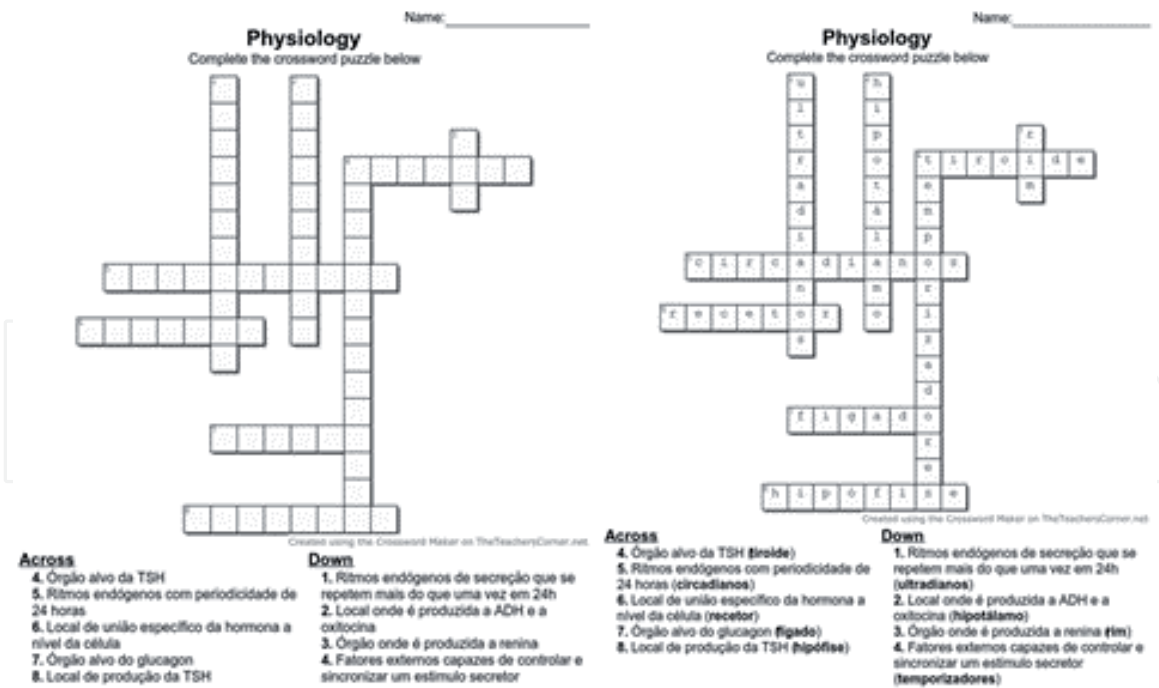 Name:
Physiology
Complete the crossword puzzle below
Created using the Crossword Maker on TheTeachersCorner.net
Across
4. Órgão alvo da TSH
5. Ritmos endógenos com periodicidade de
24 horas
6. Local de união específico da hormona a
nível da célula
7. Órgão alvo do glucagon
8. Local de produção da TSH
Down
1. Ritmos endógenos de secreção que se
repetem mais do que uma vez em 24h
2. Local onde é produzida a ADH e a
oxitocina
3. Órgão onde é produzida a renina
4. Fatores externos capazes de controlar e
sincronizar um estimulo secretor
Name:
Physiology
Complete the crossword puzzle below
ultradianos
hipotálamo
rim
tiroide
temporizadores
circadianos
recetor
fígado
hipófise
Created using the Crossword Maker on TheTeachersCorner.net
Across
4. Órgão alvo da TSH (tiroide)
5. Ritmos endógenos com periodicidade de
24 horas (circadianos)
6. Local de união específico da hormona a
nível da célula (recetor)
7. Órgão alvo do glucagon (fígado)
8. Local de produção da TSH (hipófise)
Down
1. Ritmos endógenos de secreção que se
repetem mais do que uma vez em 24h
(ultradianos)
2. Local onde é produzida a ADH e a
oxitocina (hipotálamo)
3. Órgão onde é produzida a renina (rim)
4. Fatores externos capazes de controlar e
sincronizar um estimulo secretor
(temporizadores)